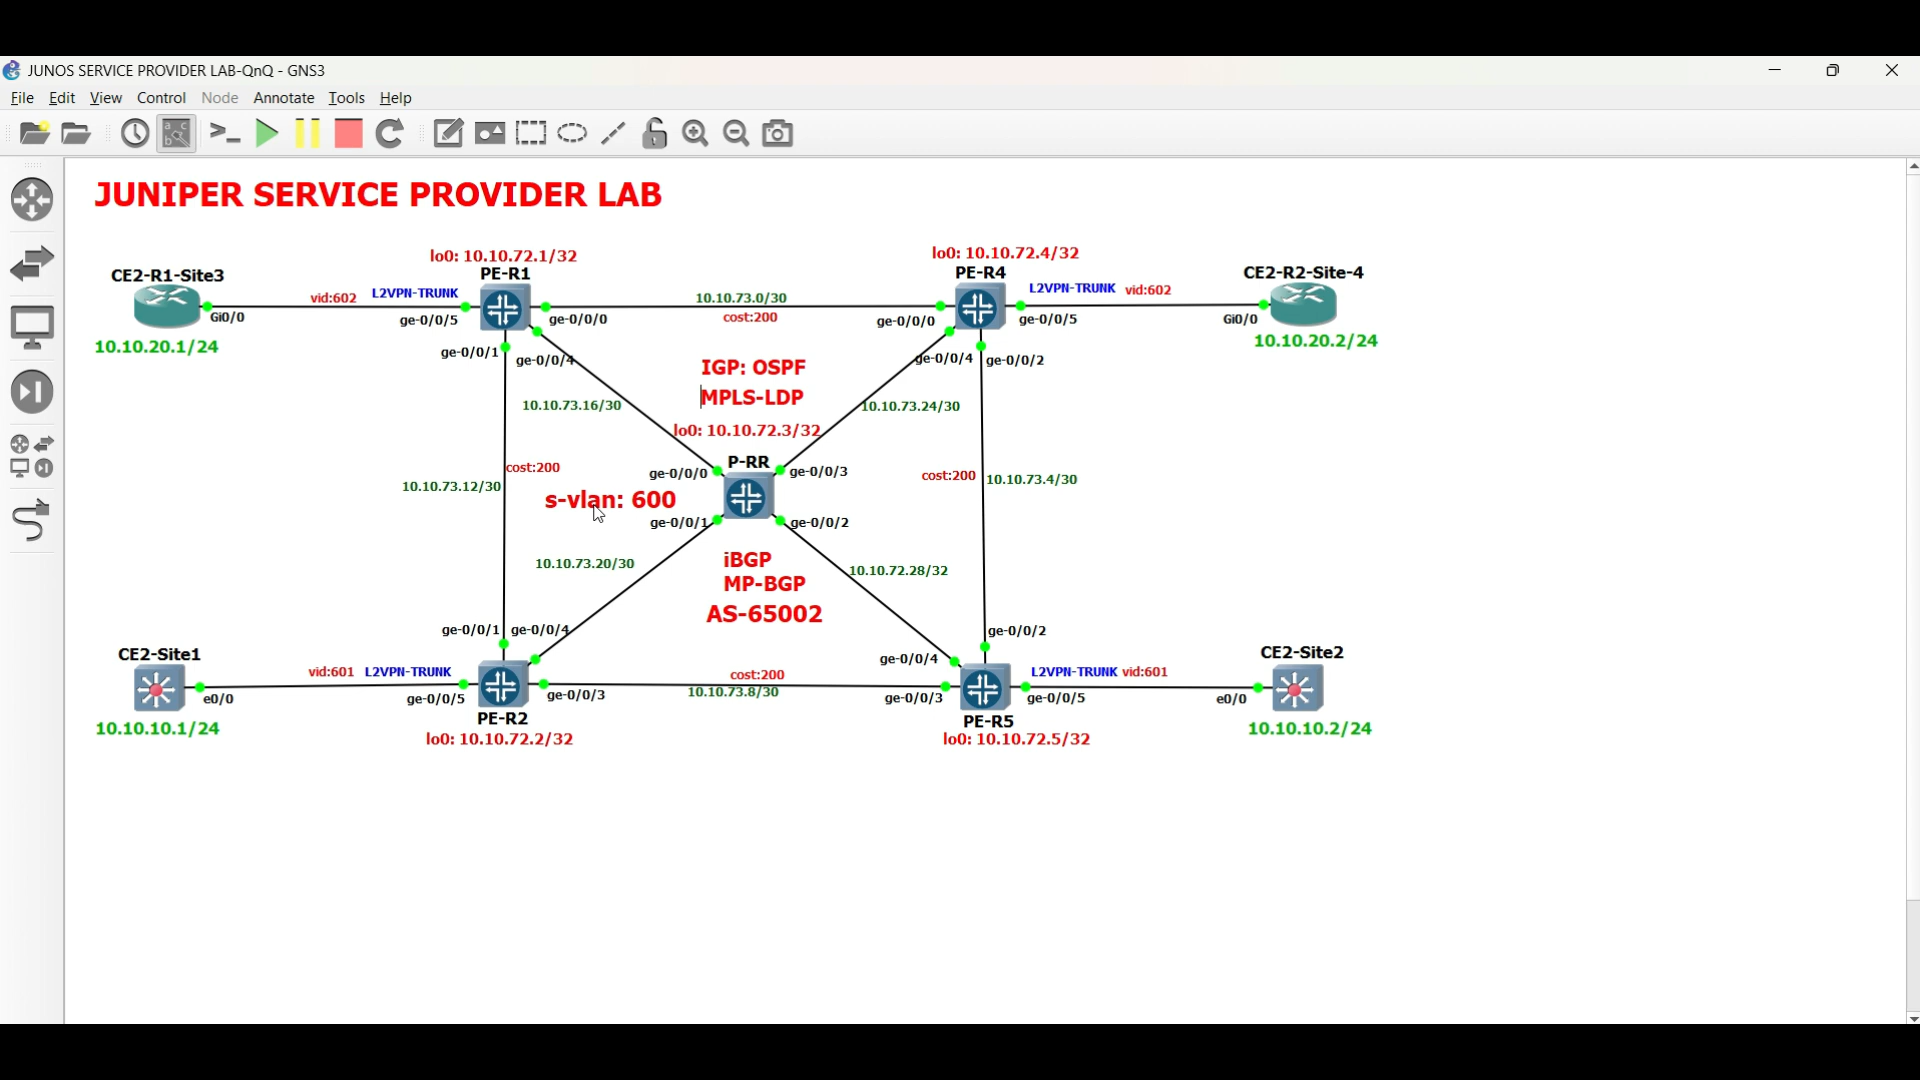 JUNOS SERVICE PROVIDER LAB-QnQ - GNS3
File Edit View Control Node Annotate Tools Help
JUNIPER SERVICE PROVIDER LAB
lo0: 10.10.72.1/32
lo0: 10.10.72.4/32
CE2-R1-Site3
PE-R1
PE-R4
CE2-R2-Site-4
vid:602 L2VPN-TRUNK
10.10.73.0/30
L2VPN-TRUNK vid:602
Gi0/0
ge-0/0/5
ge-0/0/0
cost:200
ge-0/0/0
ge-0/0/5
Gi0/0
10.10.20.1/24
10.10.20.2/24
ge-0/0/1
ge-0/0/4
ge-0/0/4
ge-0/0/2
IGP: OSPF
MPLS-LDP
10.10.73.16/30
10.10.73.24/30
lo0: 10.10.72.3/32
P-RR
cost:200
ge-0/0/0
ge-0/0/3
cost:200
10.10.73.4/30
10.10.73.12/30
s-vlan: 600
ge-0/0/1
ge-0/0/2
10.10.73.20/30
iBGP
MP-BGP
AS-65002
10.10.72.28/32
ge-0/0/1
ge-0/0/4
ge-0/0/2
CE2-Site1
CE2-Site2
ge-0/0/4
vid:601 L2VPN-TRUNK
cost:200
L2VPN-TRUNK vid:601
10.10.73.8/30
e0/0
ge-0/0/5
ge-0/0/3
ge-0/0/3
ge-0/0/5
e0/0
10.10.10.1/24
PE-R2
PE-R5
10.10.10.2/24
lo0: 10.10.72.2/32
lo0: 10.10.72.5/32